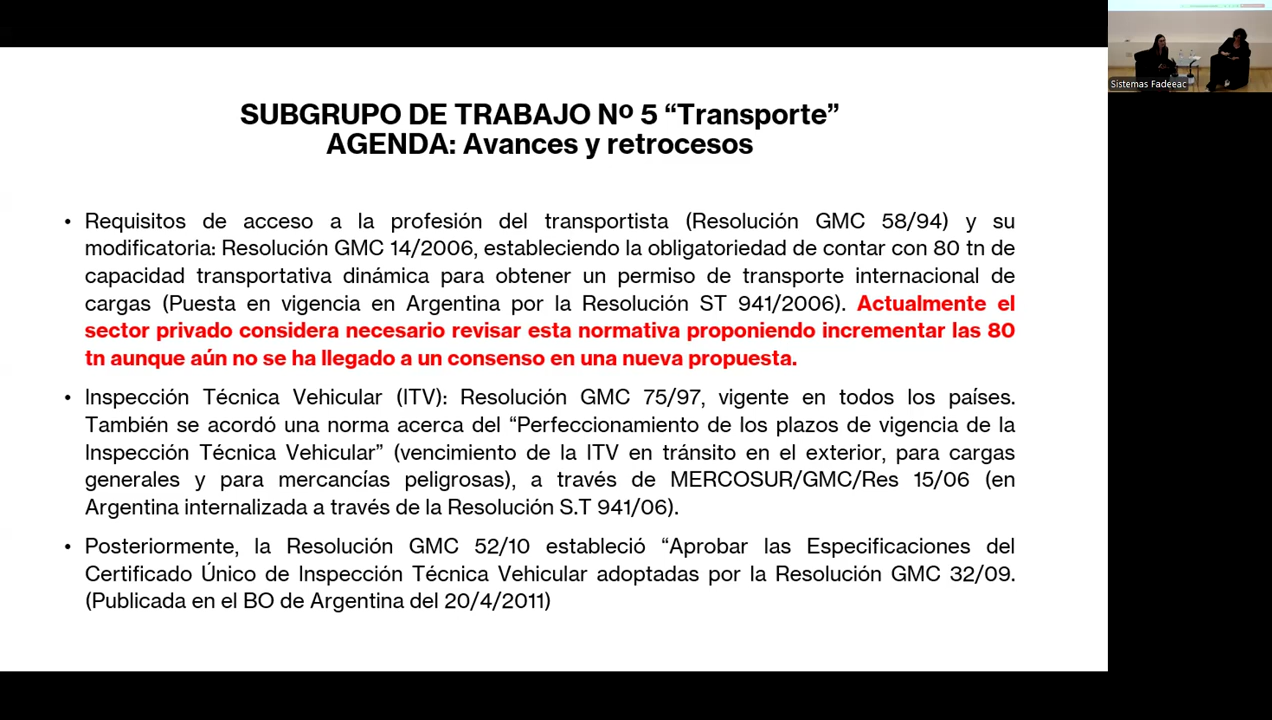 SUBGRUPO DE TRABAJO Nº 5 “Transporte”
AGENDA: Avances y retrocesos
• Requisitos de acceso a la profesión del transportista (Resolución GMC 58/94) y su
modificatoria: Resolución GMC 14/2006, estableciendo la obligatoriedad de contar con 80 tn de
capacidad transportativa dinámica para obtener un permiso de transporte internacional de
cargas (Puesta en vigencia en Argentina por la Resolución ST 941/2006). Actualmente el
sector privado considera necesario revisar esta normativa proponiendo incrementar las 80
tn aunque aún no se ha llegado a un consenso en una nueva propuesta.
• Inspección Técnica Vehicular (ITV): Resolución GMC 75/97, vigente en todos los países.
También se acordó una norma acerca del “Perfeccionamiento de los plazos de vigencia de la
Inspección Técnica Vehicular” (vencimiento de la ITV en tránsito en el exterior, para cargas
generales y para mercancías peligrosas), a través de MERCOSUR/GMC/Res 15/06 (en
Argentina internalizada a través de la Resolución S.T 941/06).
• Posteriormente, la Resolución GMC 52/10 estableció “Aprobar las Especificaciones del
Certificado Único de Inspección Técnica Vehicular adoptadas por la Resolución GMC 32/09.
(Publicada en el BO de Argentina del 20/4/2011)
Sistemas Fadeeac